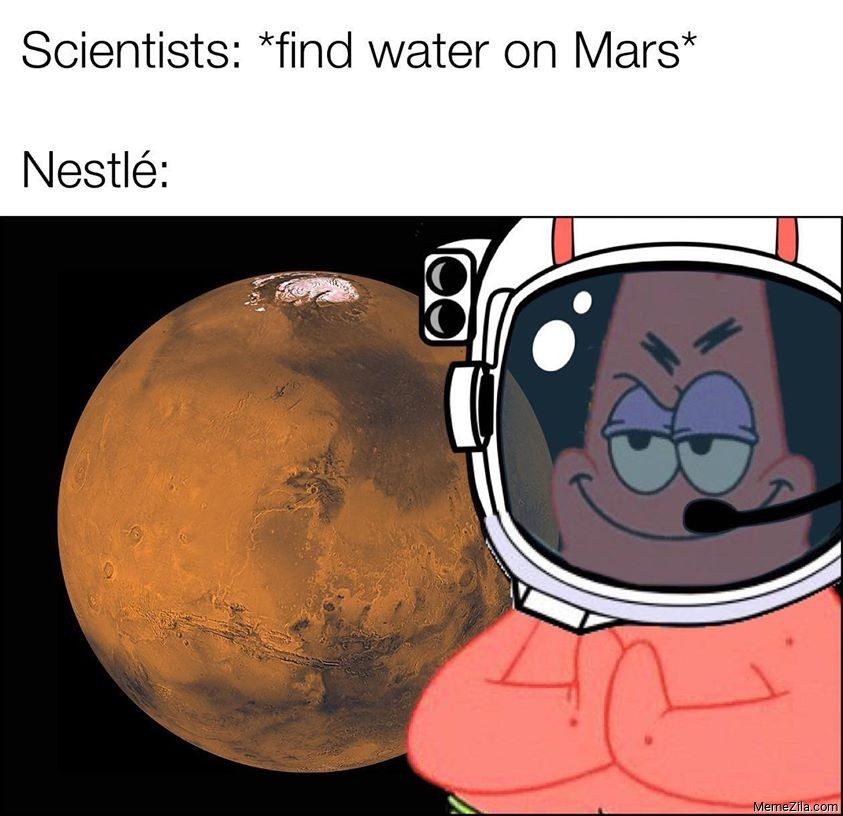 Scientists: *find water on Mars*
Nestlé:
MemeZila.com